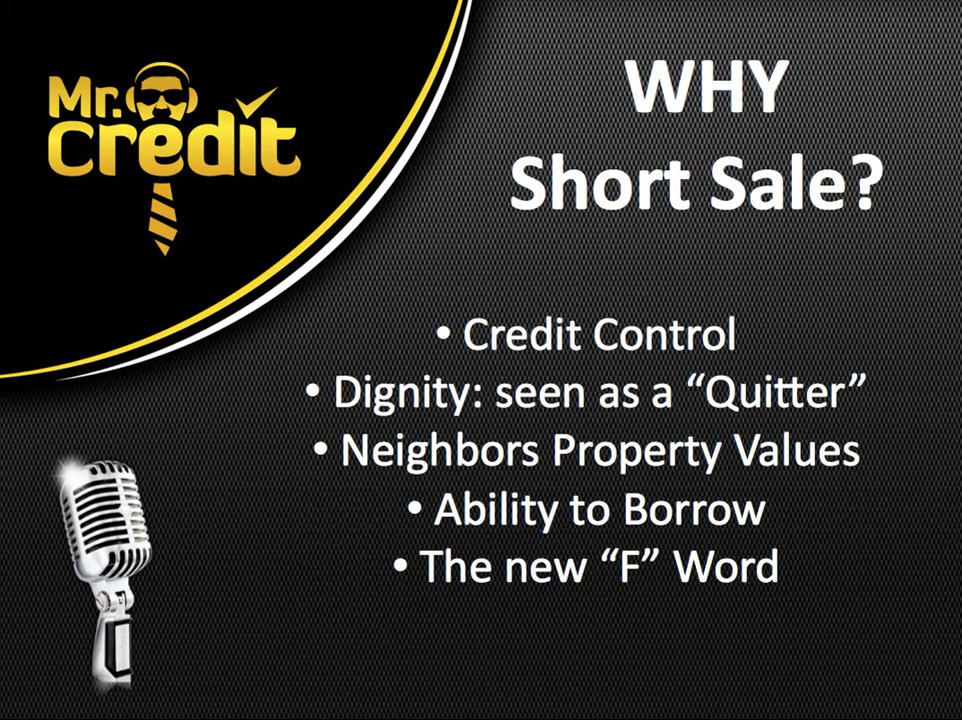 Mr.
Credit
WHY
Short Sale?
• Credit Control
• Dignity: seen as a “Quitter”
• Neighbors Property Values
• Ability to Borrow
• The new “F” Word